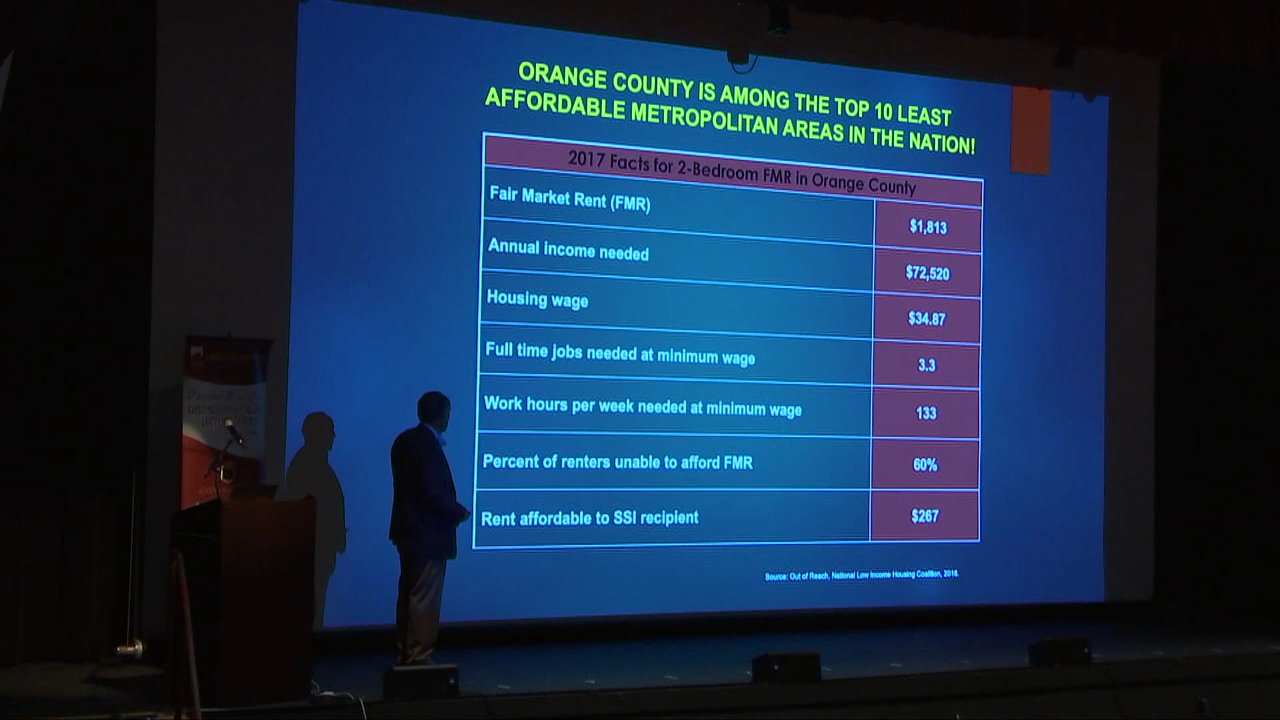 ORANGE COUNTY IS AMONG THE TOP 10 LEAST
AFFORDABLE METROPOLITAN AREAS IN THE NATION!
2017 Facts for 2-Bedroom FMR in Orange County
Fair Market Rent (FMR) $1,813
Annual income needed $72,520
Housing wage $34.87
Full time jobs needed at minimum wage 3.3
Work hours per week needed at minimum wage 133
Percent of renters unable to afford FMR 60%
Rent affordable to SSI recipient $267
Source: Out of Reach, National Low Income Housing Coalition, 2016.